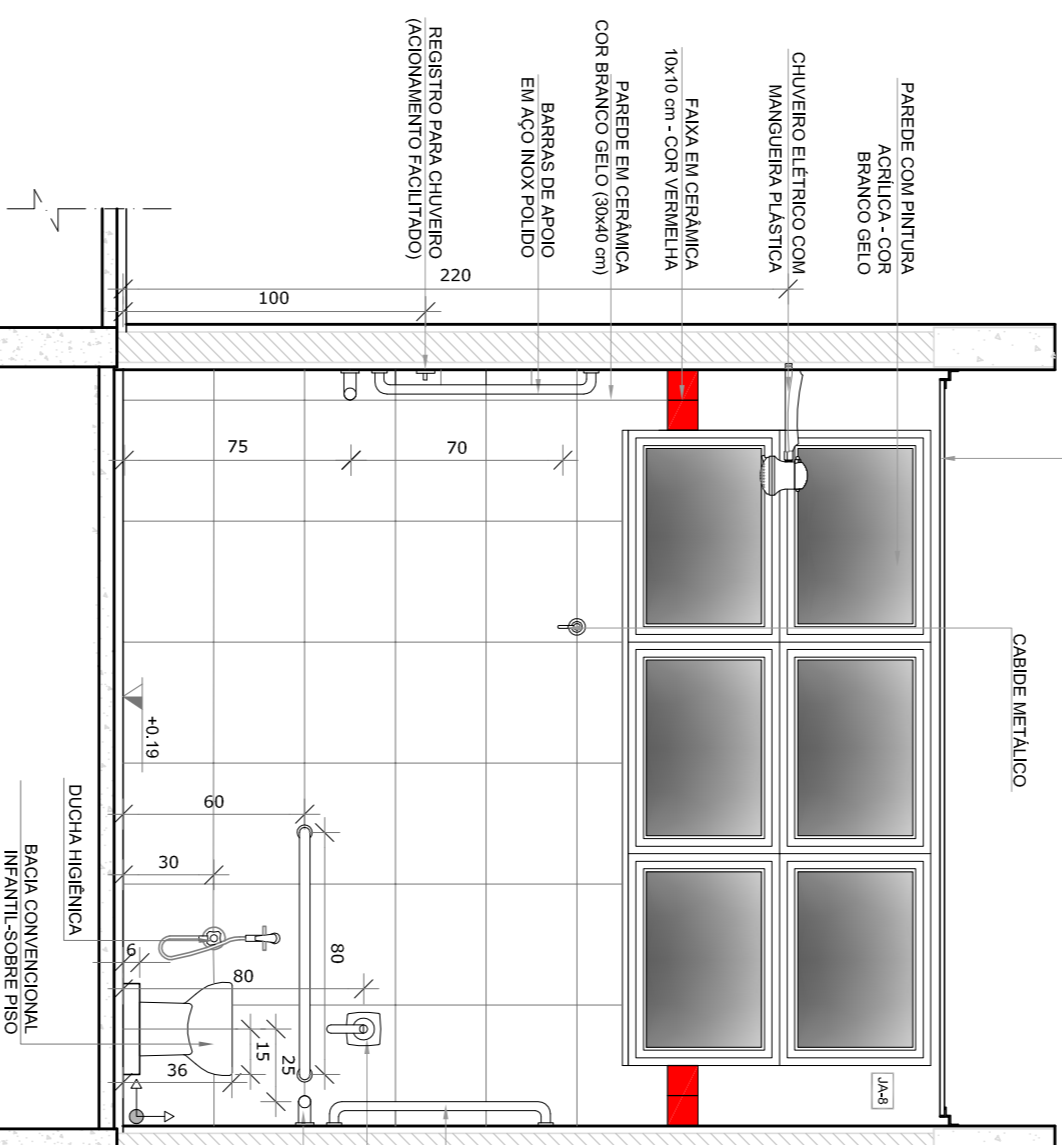 PAREDE COM PINTURA
ACRÍLICA - COR
BRANCO GELO
CHUVEIRO ELÉTRICO COM
MANGUEIRA PLÁSTICA
FAIXA EM CERÂMICA
10x10 cm - COR VERMELHA
PAREDE EM CERÂMICA
COR BRANCO GELO (30x40 cm)
BARRAS DE APOIO
EM AÇO INOX POLIDO
REGISTRO PARA CHUVEIRO
(ACIONAMENTO FACILITADO)
220
100
75
70
CABIDE METÁLICO
+0.19
60
30
80
6
80
15
25
36
JA-8
DUCHA HIGIÊNICA
BACIA CONVENCIONAL
INFANTIL-SOBRE PISO